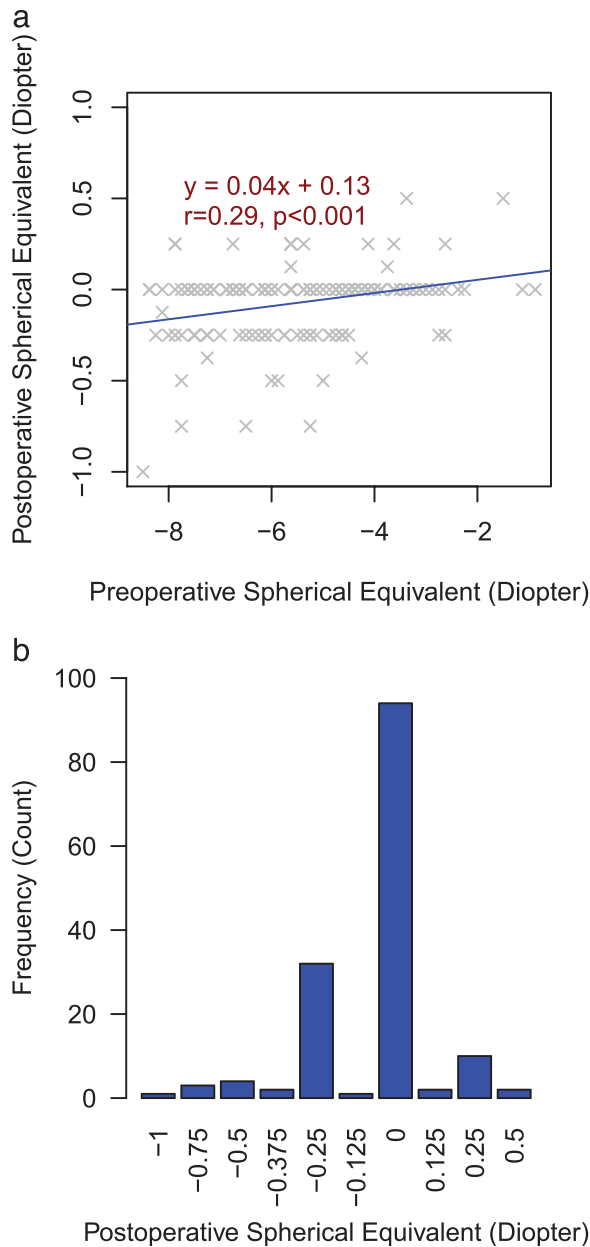 a
Postoperative Spherical Equivalent (Diopter)
1.0
0.5
0.0
−0.5
−1.0
y = 0.04x + 0.13
r=0.29, p<0.001
−8 −6 −4 −2
Preoperative Spherical Equivalent (Diopter)
b
Frequency (Count)
100
80
60
40
20
0
−1 −0.75 −0.5 −0.375 −0.25 −0.125 0 0.125 0.25 0.5
Postoperative Spherical Equivalent (Diopter)